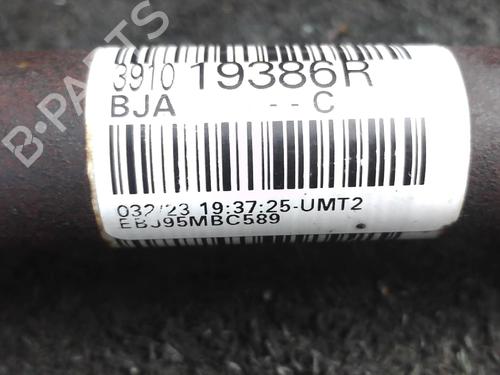 B-PARTS
3910 19386R
BJA - - C
032/23 19:37:25-UMT2
EBJ95MBC589